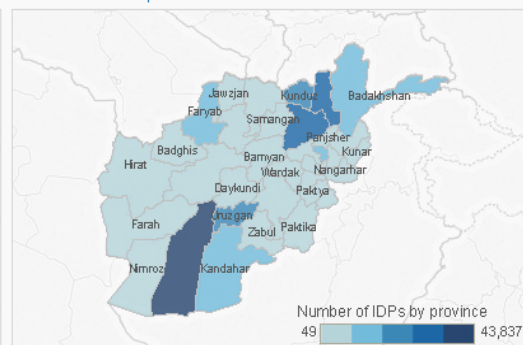 Jawzjan
Kunduz
Badakhshan
Faryab
Samangan
Panjsher
Badghis
Kunar
Hirat
Bamyan
Wardak
Nangarhar
Daykundi
Paktya
Uruzgan
Farah
Zabul
Paktika
Nimroz
Kandahar
Number of IDPs by province
49
43,837